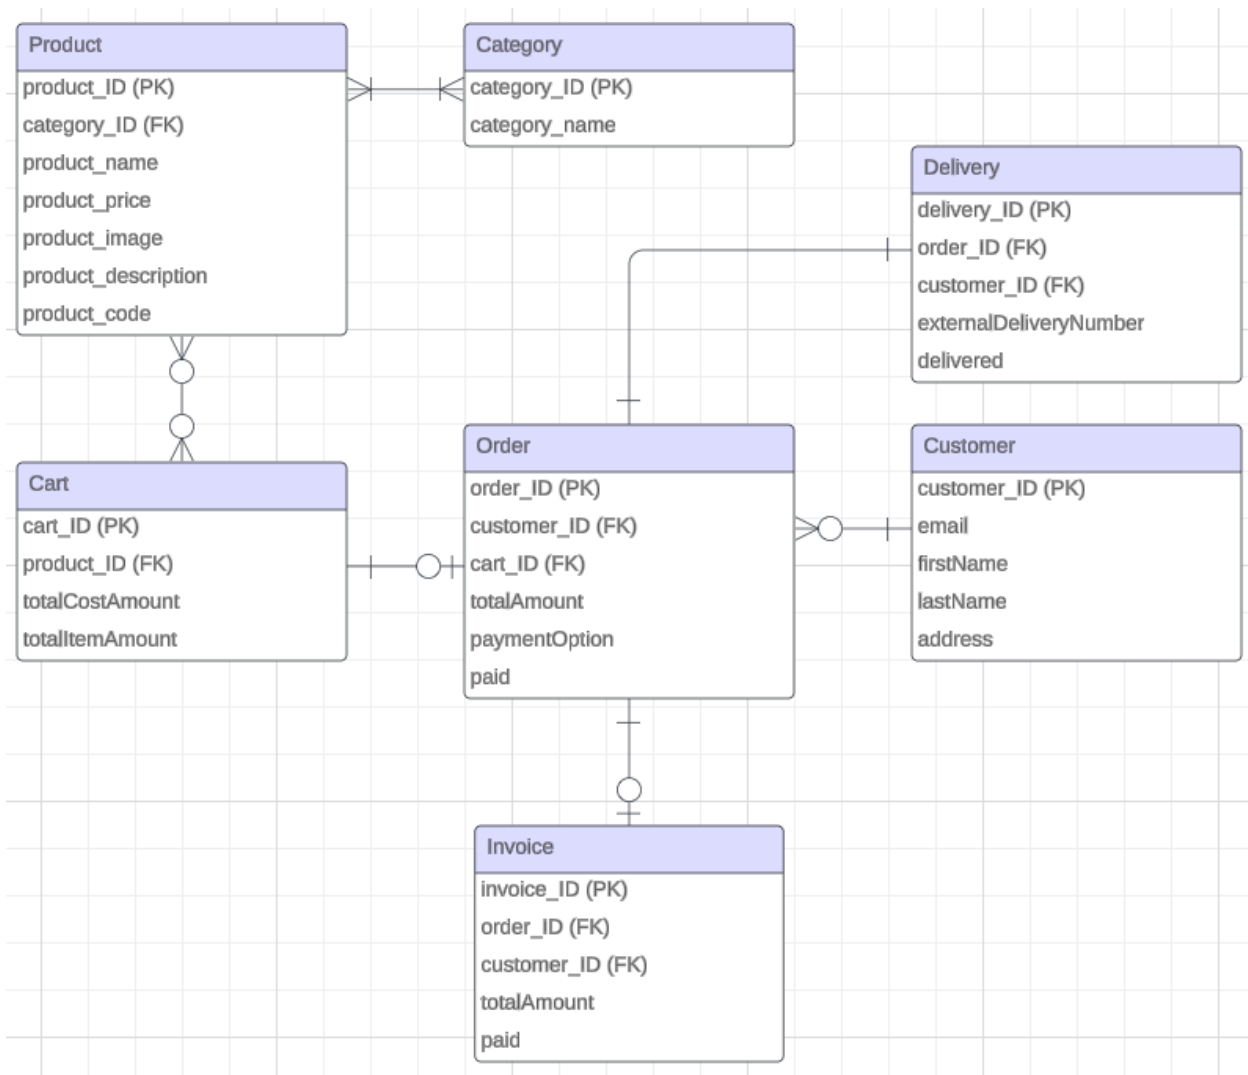 Product
product_ID (PK)
category_ID (FK)
product_name
product_price
product_image
product_description
product_code
Category
category_ID (PK)
category_name
Delivery
delivery_ID (PK)
order_ID (FK)
customer_ID (FK)
externalDeliveryNumber
delivered
Cart
cart_ID (PK)
product_ID (FK)
totalCostAmount
totalItemAmount
Order
order_ID (PK)
customer_ID (FK)
cart_ID (FK)
totalAmount
paymentOption
paid
Customer
customer_ID (PK)
email
firstName
lastName
address
Invoice
invoice_ID (PK)
order_ID (FK)
customer_ID (FK)
totalAmount
paid